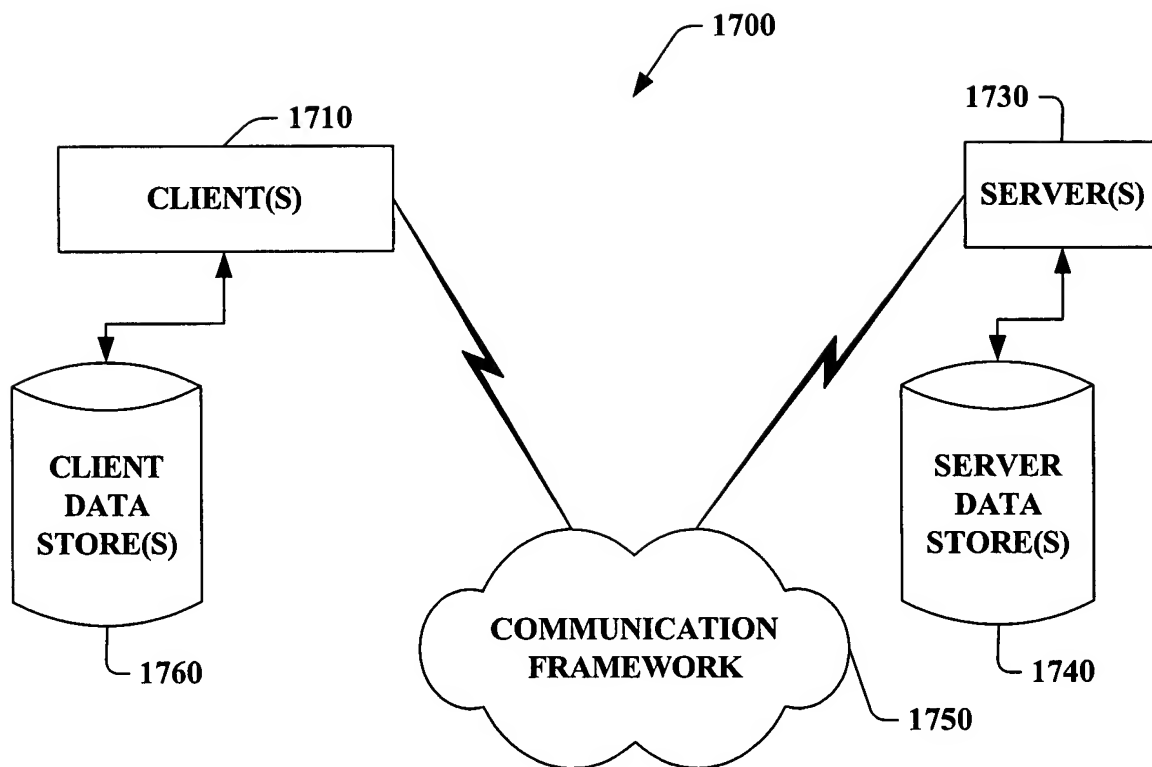 1700
1710
1730
CLIENT(S)
SERVER(S)
CLIENT
DATA
STORE(S)
SERVER
DATA
STORE(S)
COMMUNICATION
FRAMEWORK
1760
1740
1750